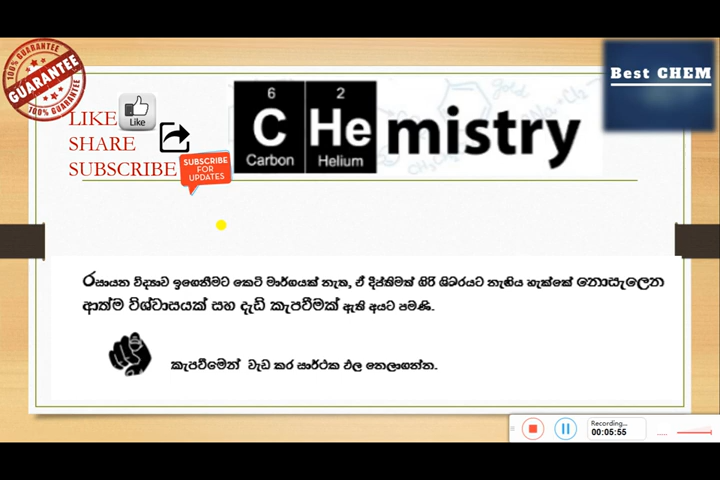 100% GUARANTEE
GUARANTEE
100% GUARANTEE
Best CHEM
LIKE
Like
SHARE
SUBSCRIBE
SUBSCRIBE
FOR
UPDATES
6 2
C He mistry
Carbon Helium
රසායන විද්‍යාව ඉගෙනීමට කෙටි මාර්ගයක් නැත, ඒ දීප්තිමත් ගිරි ශිඛරයට නැඟිය හැක්කේ නොසැලෙන
ආත්ම විශ්වාසයක් සහ දැඩි කැපවීමක් ඇති අයට පමණි.
කැපවීමෙන් වැඩ කර සාර්ථක ඵල නෙලාගන්න.
Recording...
00:05:55